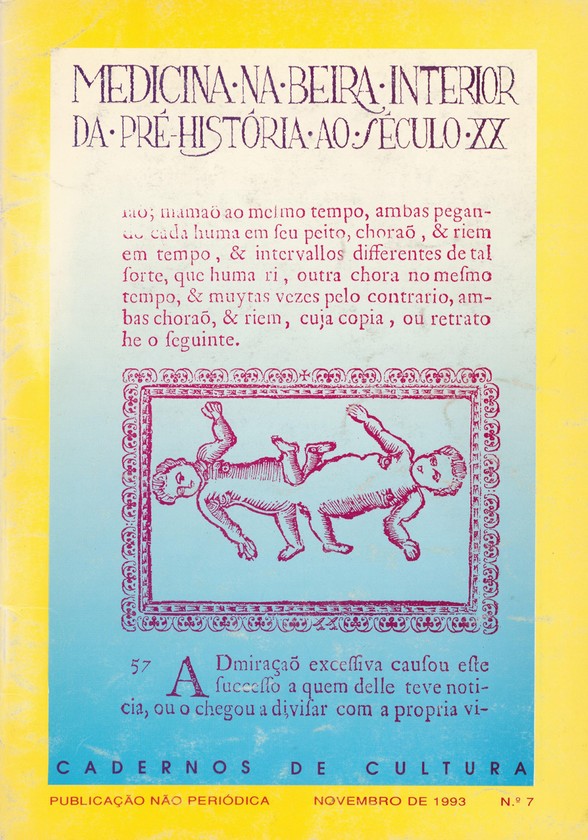 MEDICINA·NA·BEIRA·INTERIOR
DA·PRÉ-HISTÓRIA·AO·SÉCULO·XX
mamaõ ao meſmo tempo, ambas pegan-
cada huma em ſeu peito, choraõ, & riem
em tempo, & intervallos differentes de tal
ſorte, que huma ri, outra chora no meſmo
tempo, & muytas vezes pelo contrario, am-
bas choraõ, & riem, cuja copia, ou retrato
he o ſeguinte.
57 ADmiraçaõ exceſſiva cauſou eſte
ſucceſſo a quem delle teve noti-
cia, ou o chegou a diviſar com a propria vi-
CADERNOS DE CULTURA
PUBLICAÇÃO NÃO PERIÓDICA NOVEMBRO DE 1993 N.º 7